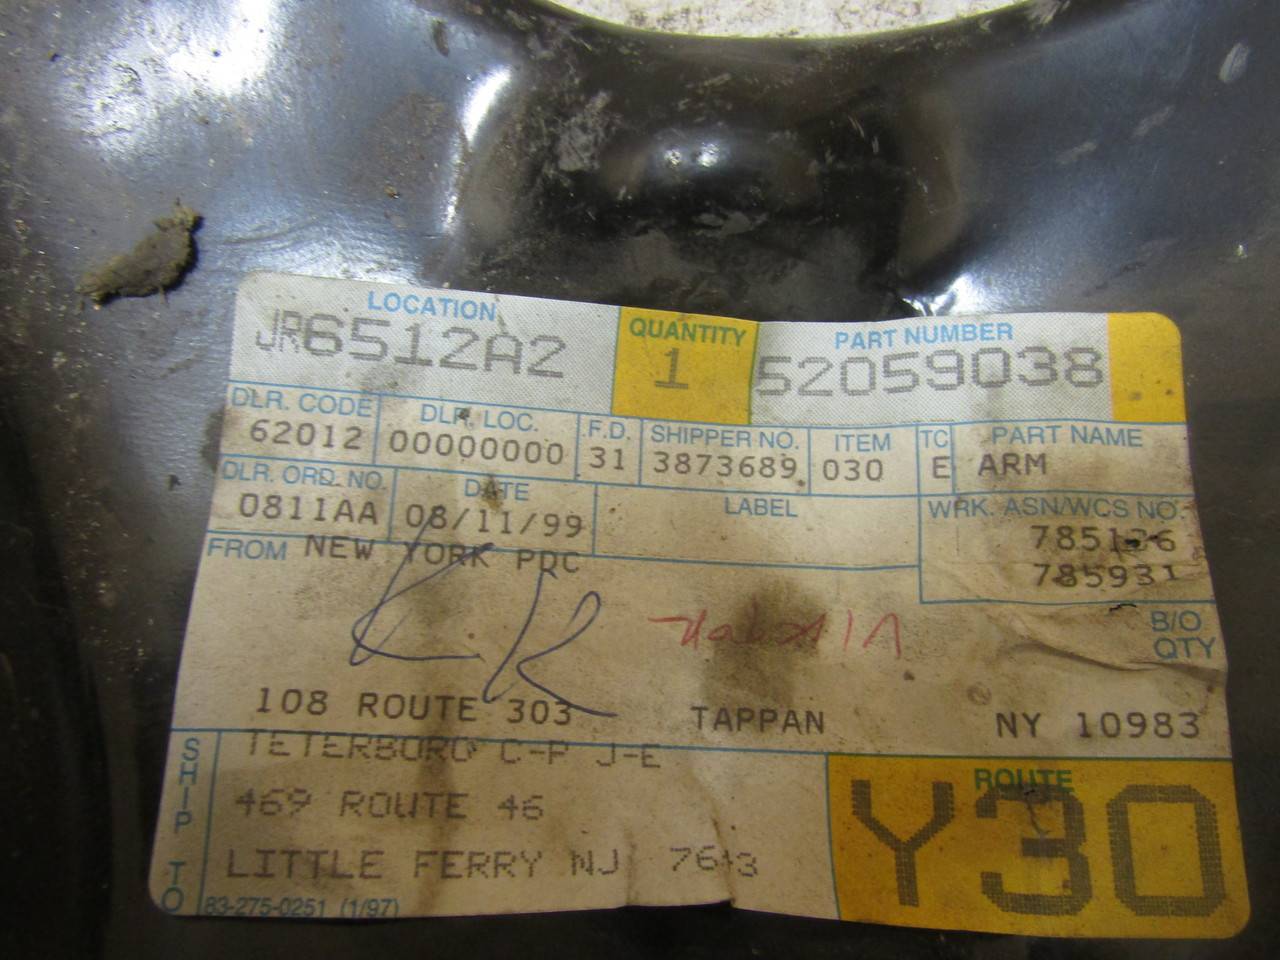 LOCATION QUANTITY PART NUMBER
JR6512A2 1 52059038
DLR. CODE DLR. LOC. F.D. SHIPPER NO. ITEM TC PART NAME
62012 00000000 31 3873689 030 E ARM
DLR. ORD. NO. DATE LABEL WRK. ASN/WCS NO
0811AA 08/11/99 785136
785931
FROM NEW YORK PDC
B/O
QTY
108 ROUTE 303 TAPPAN NY 10983
SHIP TO
TETERBORO C-P J-E
469 ROUTE 46
LITTLE FERRY NJ
ROUTE
Y30
83-275-0251 (1/97)